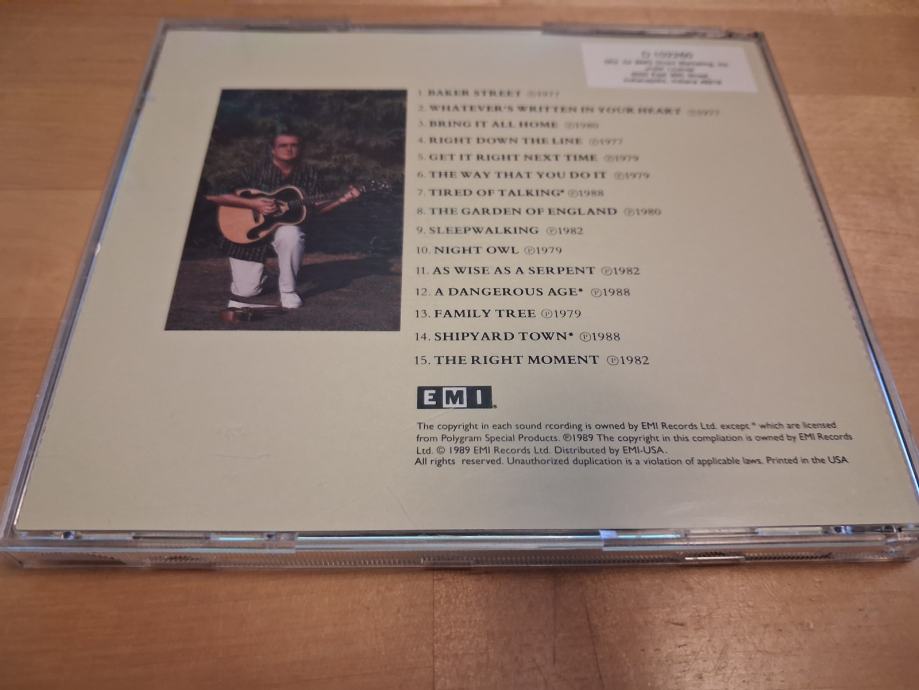 1. BAKER STREET ℗1977
2. WHATEVER'S WRITTEN IN YOUR HEART ℗1977
3. BRING IT ALL HOME ℗1980
4. RIGHT DOWN THE LINE ℗1977
5. GET IT RIGHT NEXT TIME ℗1979
6. THE WAY THAT YOU DO IT ℗1979
7. TIRED OF TALKING* ℗1988
8. THE GARDEN OF ENGLAND ℗1980
9. SLEEPWALKING ℗1982
10. NIGHT OWL ℗1979
11. AS WISE AS A SERPENT ℗1982
12. A DANGEROUS AGE* ℗1988
13. FAMILY TREE ℗1979
14. SHIPYARD TOWN* ℗1988
15. THE RIGHT MOMENT ℗1982
EMI
The copyright in each sound rcording is owned by EMI Records Ltd. except * which are licensed
from Polygram Special Products. ℗1989 The copyright in this compliation is owned by EMI Records
Ltd. © 1989 EMI Records Ltd. Distributed by EMI-USA.
All rights reserved. Unauthorized duplication is a violation of applicable laws. Printed in the USA